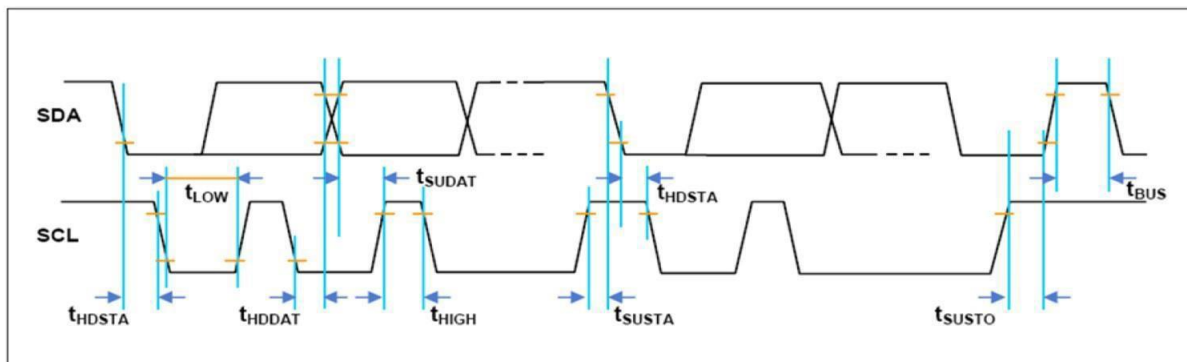 SDA
tSUDAT
tLOW
tHDSTA
tBUS
SCL
tHDSTA
tHDDAT
tHIGH
tSUSTA
tSUSTO